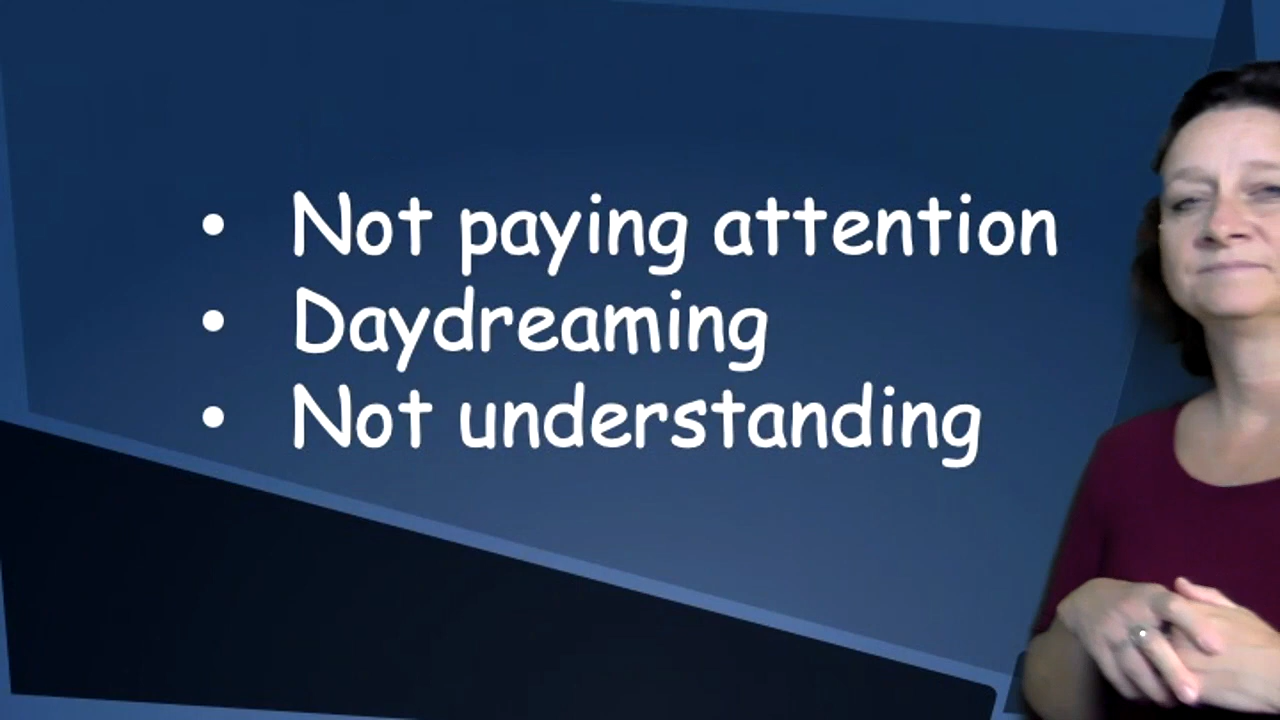 • Not paying attention
• Daydreaming
• Not understanding